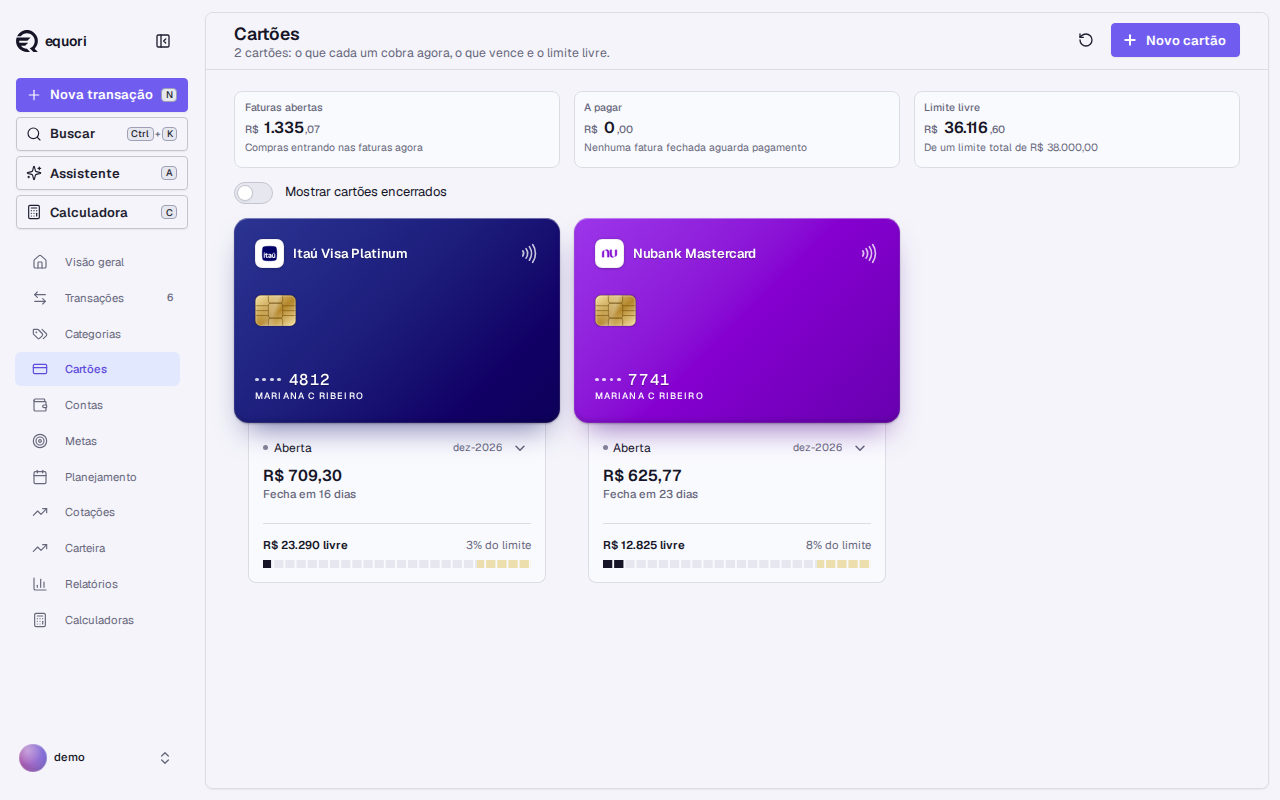 equori
Nova transação N
Buscar Ctrl + K
Assistente A
Calculadora C
Visão geral
Transações 6
Categorias
Cartões
Contas
Metas
Planejamento
Cotações
Carteira
Relatórios
Calculadoras
demo
Cartões
2 cartões: o que cada um cobra agora, o que vence e o limite livre.
Novo cartão
Faturas abertas
R$ 1.335,07
Compras entrando nas faturas agora
A pagar
R$ 0,00
Nenhuma fatura fechada aguarda pagamento
Limite livre
R$ 36.116,60
De um limite total de R$ 38.000,00
Mostrar cartões encerrados
itaú Itaú Visa Platinum
•••• 4812
MARIANA C RIBEIRO
Aberta dez-2026
R$ 709,30
Fecha em 16 dias
R$ 23.290 livre 3% do limite
nu Nubank Mastercard
•••• 7741
MARIANA C RIBEIRO
Aberta dez-2026
R$ 625,77
Fecha em 23 dias
R$ 12.825 livre 8% do limite